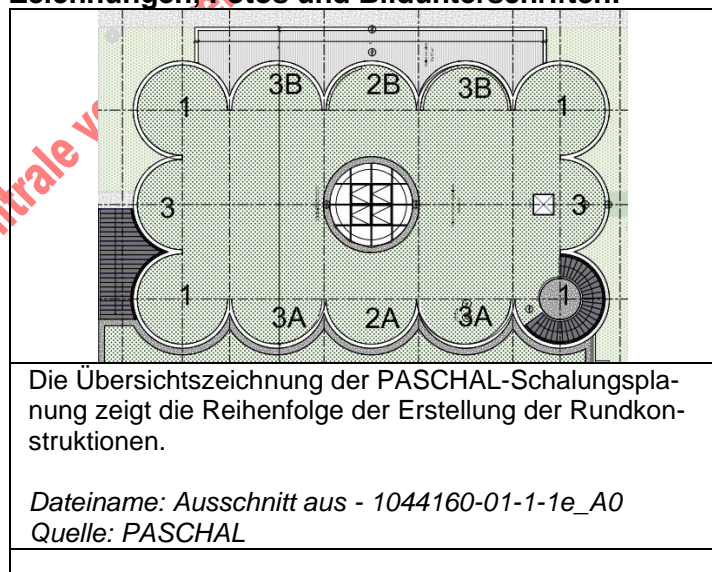 Zeichnungen, Fotos und Bildunterschriften:
3B 2B 3B
1 1
3 3
1 1
3A 2A 3A
Die Übersichtszeichnung der PASCHAL-Schalungspla-
nung zeigt die Reihenfolge der Erstellung der Rundkon-
struktionen.
Dateiname: Ausschnitt aus - 1044160-01-1-1e_A0
Quelle: PASCHAL